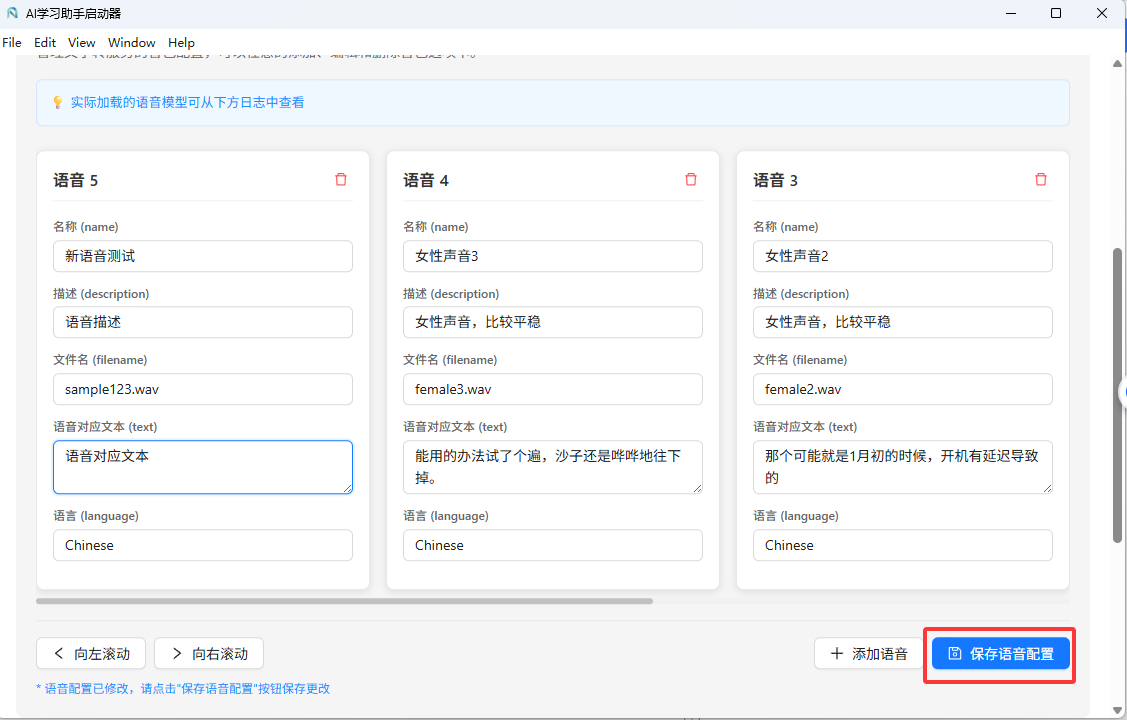 AI学习助手启动器
File Edit View Window Help
实际加载的语音模型可从下方日志中查看
语音 5
名称 (name)
新语音测试
描述 (description)
语音描述
文件名 (filename)
sample123.wav
语音对应文本 (text)
语音对应文本
语言 (language)
Chinese
语音 4
名称 (name)
女性声音3
描述 (description)
女性声音，比较平稳
文件名 (filename)
female3.wav
语音对应文本 (text)
能用的办法试了个遍，沙子还是哗哗地往下
掉。
语言 (language)
Chinese
语音 3
名称 (name)
女性声音2
描述 (description)
女性声音，比较平稳
文件名 (filename)
female2.wav
语音对应文本 (text)
那个可能就是1月初的时候，开机有延迟导致
的
语言 (language)
Chinese
向左滚动
向右滚动
添加语音
保存语音配置
* 语音配置已修改，请点击"保存语音配置"按钮保存更改